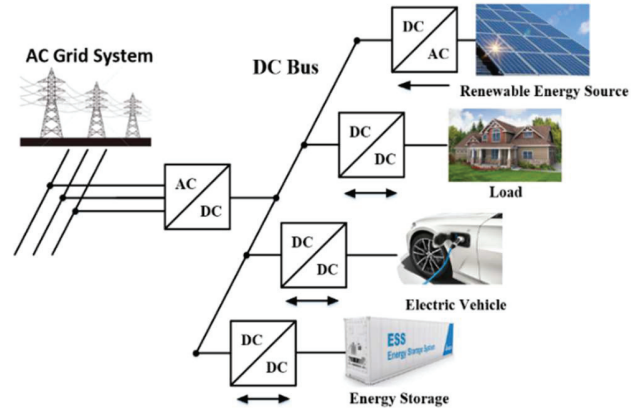 AC Grid System
DC Bus
DC
AC
Renewable Energy Source
DC
DC
Load
AC
DC
DC
DC
Electric Vehicle
DC
DC
ESS
Energy Storage System
Energy Storage